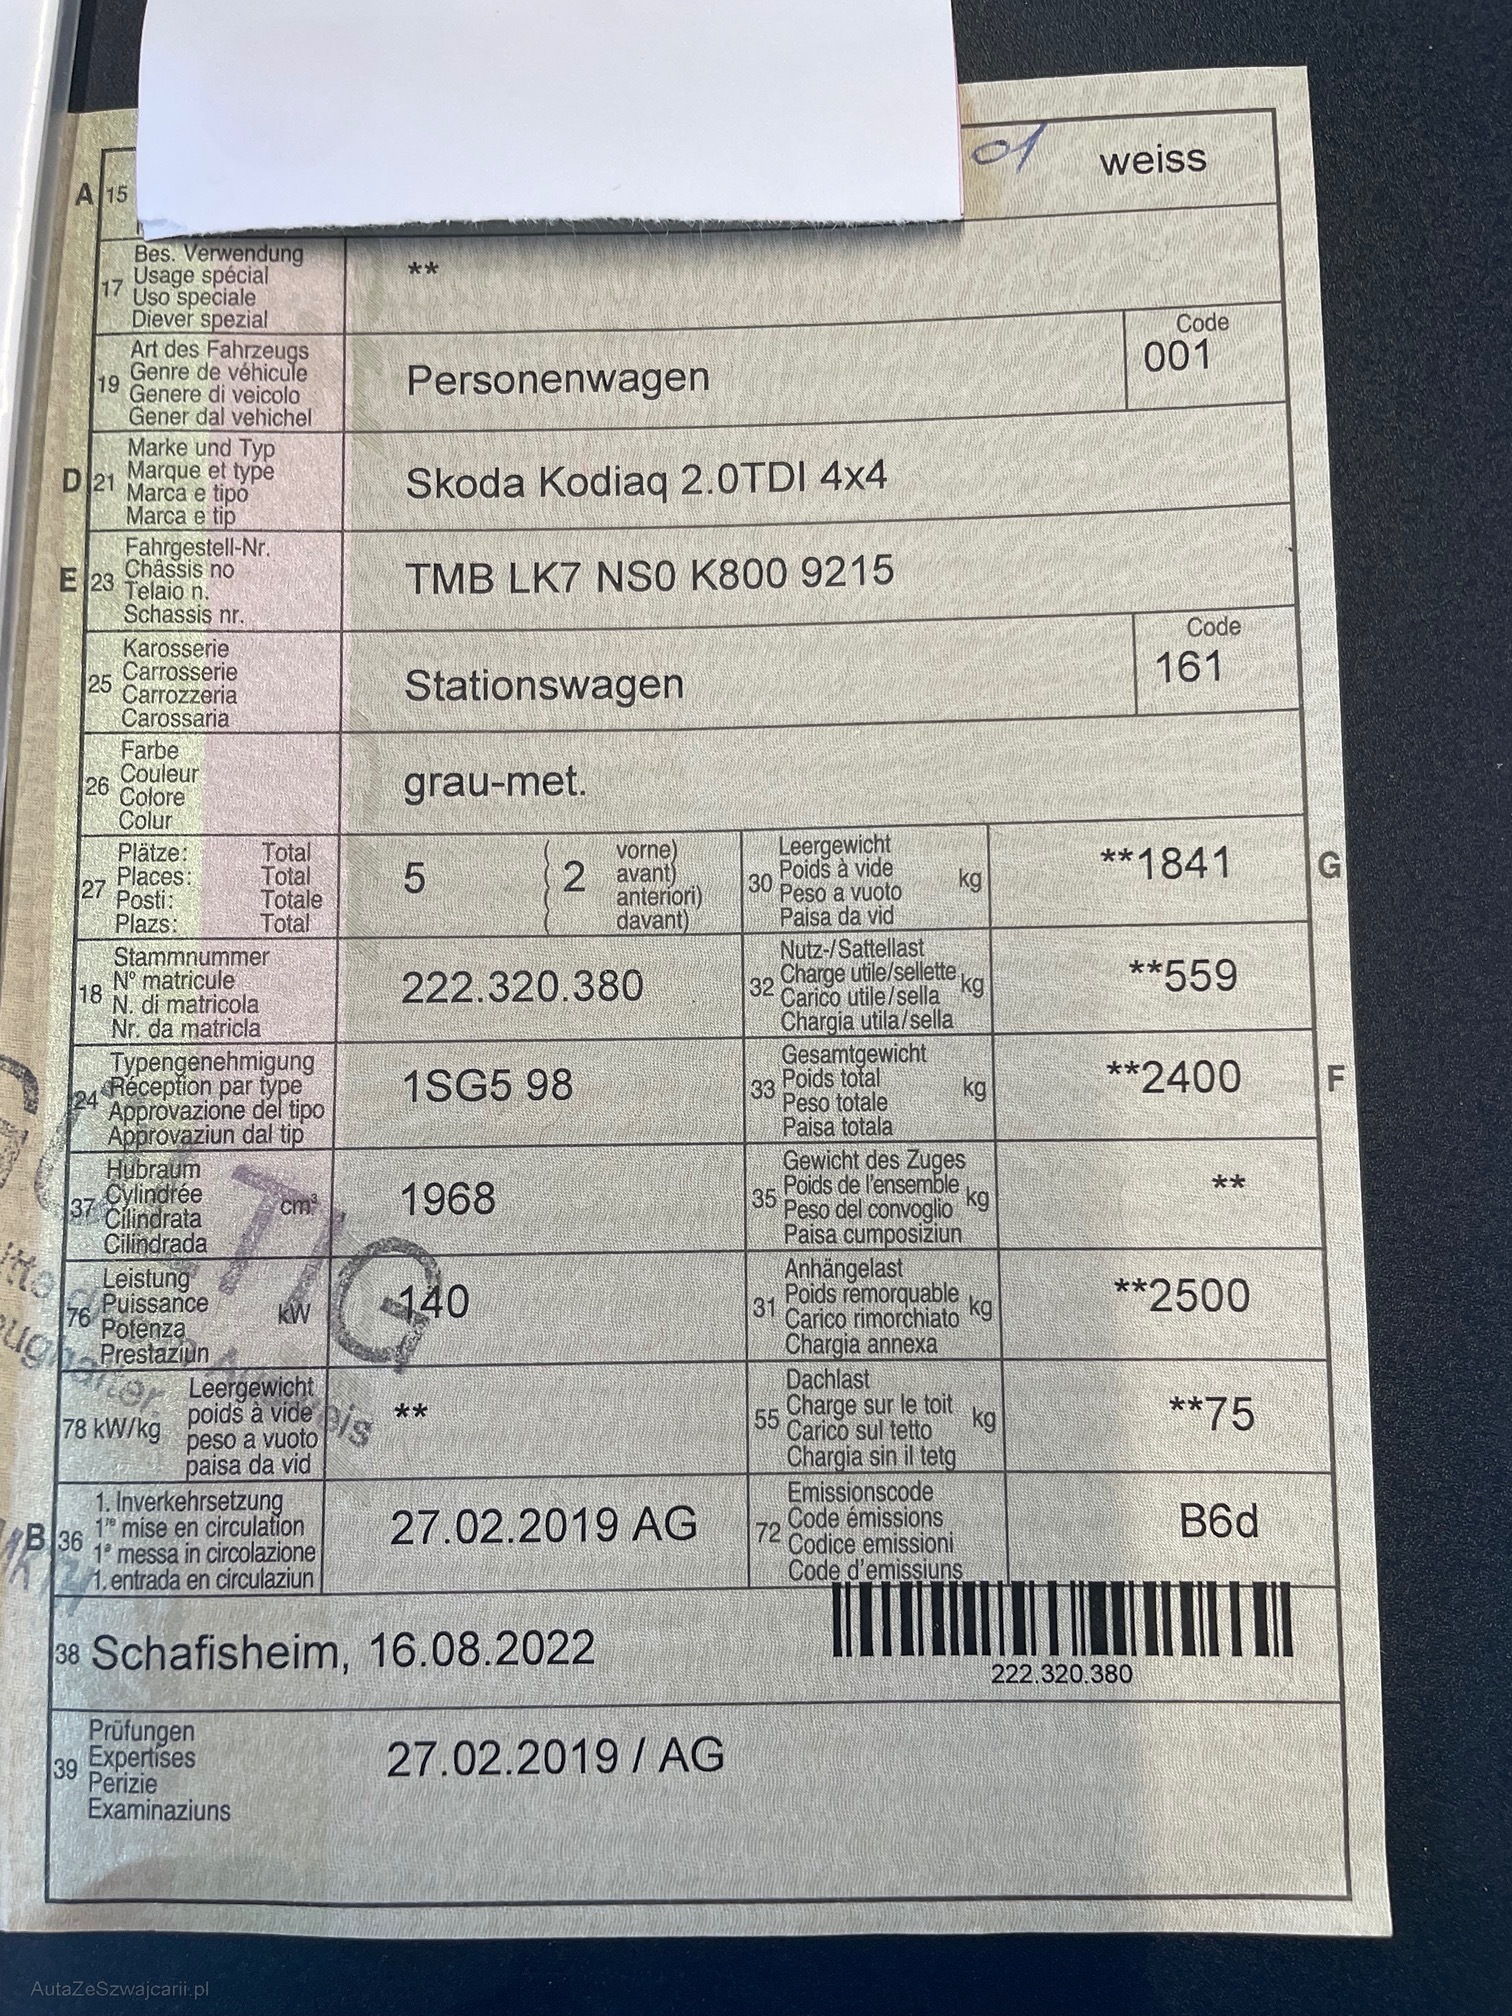 01 weiss
A 15
17 Bes. Verwendung
Usage spécial
Uso speciale
Diever spezial
**
19 Art des Fahrzeugs
Genre de véhicule
Genere di veicolo
Gener dal vehichel
Personenwagen
Code
001
D 21 Marke und Typ
Marque et type
Marca e tipo
Marca e tip
Skoda Kodiaq 2.0TDI 4x4
E 23 Fahrgestell-Nr.
Châssis no
Telaio n.
Schassis nr.
TMB LK7 NS0 K800 9215
25 Karosserie
Carrosserie
Carrozzeria
Carossaria
Stationswagen
Code
161
26 Farbe
Couleur
Colore
Colur
grau-met.
27 Plätze: Total
Places: Total
Posti: Totale
Plazs: Total
5 ( 2 vorne)
( avant)
( anteriori)
( davant)
30 Leergewicht
Poids à vide
Peso a vuoto
Paisa da vid
kg
**1841
G
18 Stammnummer
N° matricule
N. di matricola
Nr. da matricla
222.320.380
32 Nutz-/Sattellast
Charge utile/sellette
Carico utile/sella
Chargia utila/sella
kg
**559
24 Typengenehmigung
Réception par type
Approvazione del tipo
Approvaziun dal tip
1SG5 98
33 Gesamtgewicht
Poids total
Peso totale
Paisa totala
kg
**2400
F
37 Hubraum
Cylindrée
Cilindrata
Cilindrada
cm³
1968
35 Gewicht des Zuges
Poids de l'ensemble
Peso del convoglio
Paisa cumposiziun
kg
**
76 Leistung
Puissance
Potenza
Prestaziun
kW
140
31 Anhängelast
Poids remorquable
Carico rimorchiato
Chargia annexa
kg
**2500
78 kW/kg Leergewicht
poids à vide
peso a vuoto
paisa da vid
**
55 Dachlast
Charge sur le toit
Carico sul tetto
Chargia sin il tetg
kg
**75
B 36 1. Inverkehrsetzung
1re mise en circulation
1a messa in circolazione
1. entrada en circulaziun
27.02.2019 AG
72 Emissionscode
Code émissions
Codice emissioni
Code d'emissiuns
B6d
38 Schafisheim, 16.08.2022
222.320.380
39 Prüfungen
Expertises
Perizie
Examinaziuns
27.02.2019 / AG
AutaZeSzwajcarii.pl